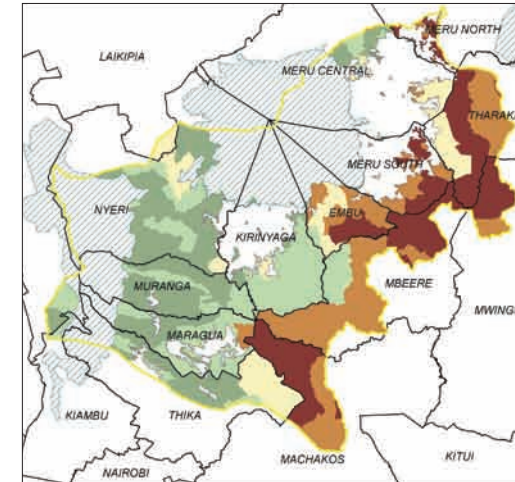 MERU NORTH
LAIKIPIA
MERU CENTRAL
THARAKA
MERU SOUTH
NYERI
EMBU
KIRINYAGA
MBEERE
MURANGA
MWINGI
MARAGUA
KIAMBU
THIKA
KITUI
NAIROBI
MACHAKOS